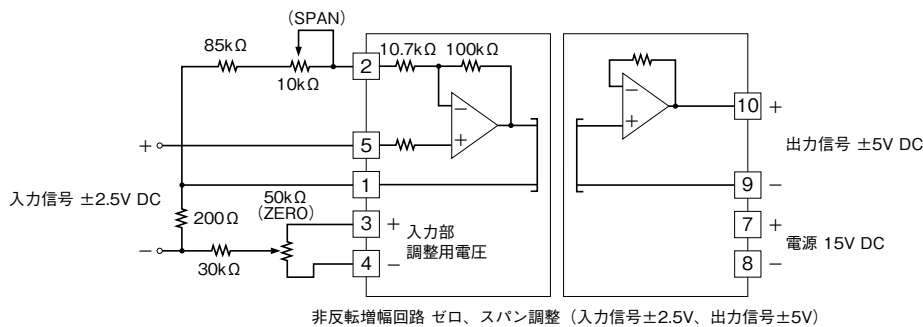 (SPAN)
85kΩ
10kΩ
2
10.7kΩ
100kΩ
−
+
10
+
+
5
出力信号 ±5V DC
1
9
−
入力信号 ±2.5V DC
50kΩ
(ZERO)
200Ω
3
+
入力部
調整用電圧
7
+
電源 15V DC
−
30kΩ
4
−
8
−
−
+
非反転増幅回路 ゼロ、スパン調整（入力信号±2.5V、出力信号±5V）